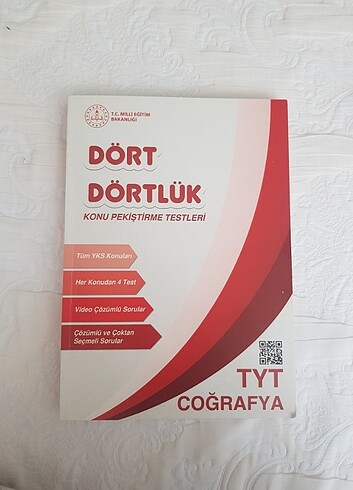 T.C. MİLLİ EĞİTİM
BAKANLIĞI
DÖRT
DÖRTLÜK
KONU PEKİŞTİRME TESTLERİ
Tüm YKS Konuları
Her Konudan 4 Test
Video Çözümlü Sorular
Çözümlü ve Çoktan
Seçmeli Sorular
TYT
COĞRAFYA